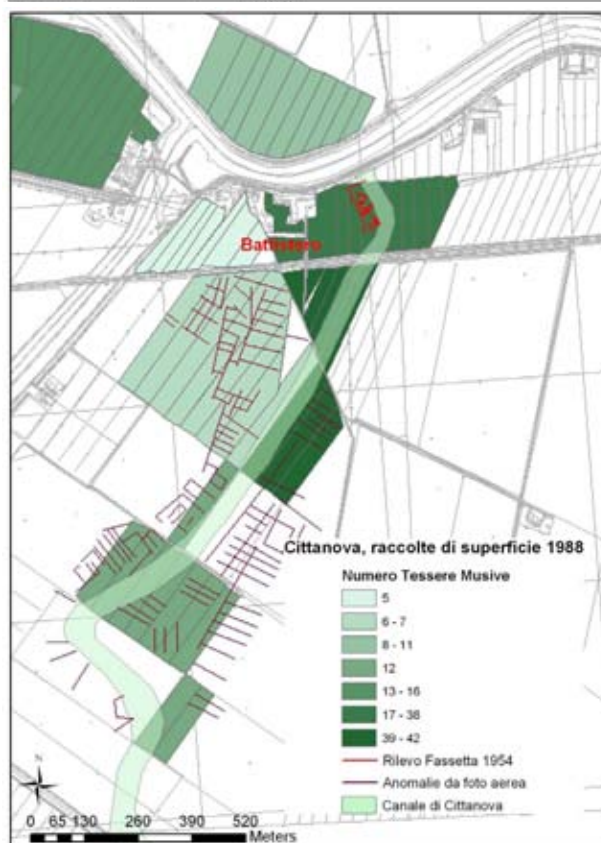 Battistero
Cittanova, raccolte di superficie 1988
Numero Tessere Musive
5
6 - 7
8 - 11
12
13 - 16
17 - 38
39 - 42
Rilevo Fassetta 1954
Anomalie da foto aerea
Canale di Cittanova
N
0 65 130 260 390 520
Meters